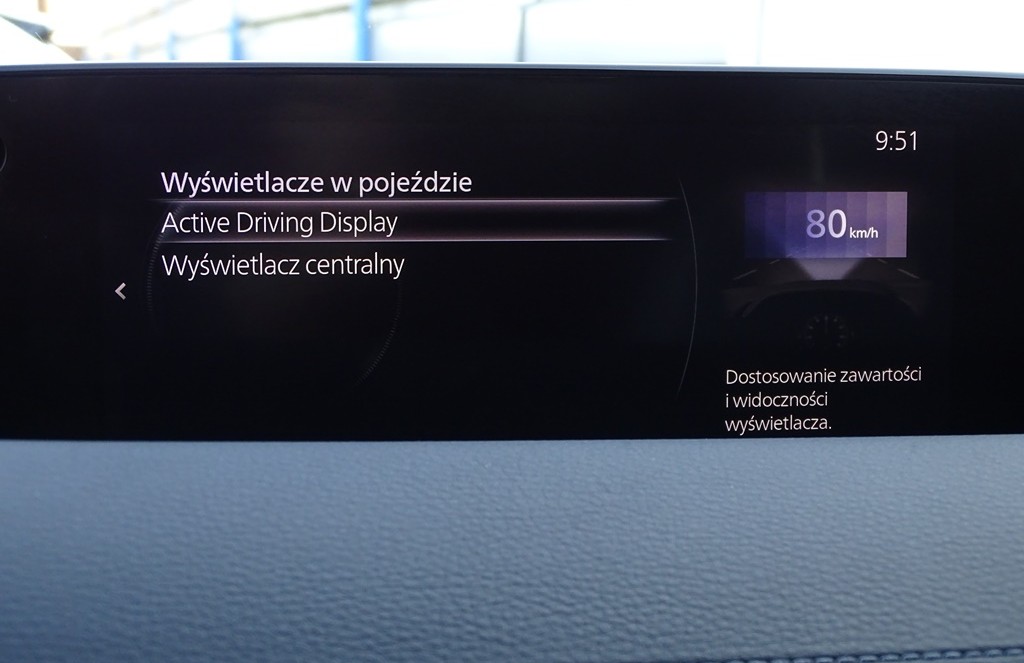 9:51
Wyświetlacze w pojeździe
Active Driving Display
Wyświetlacz centralny
80 km/h
Dostosowanie zawartości
i widoczności
wyświetlacza.